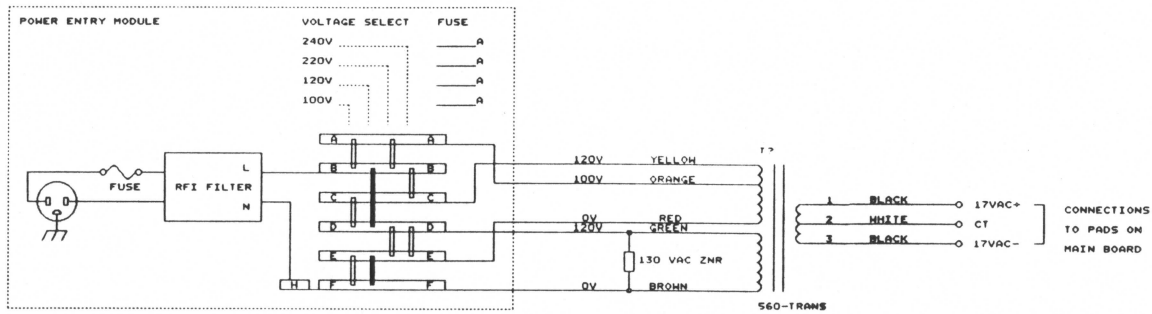 POWER ENTRY MODULE
VOLTAGE SELECT FUSE
240V A
220V A
120V A
100V A
A A
B B
C C
D D
E E
F F
H
FUSE
RFI FILTER
L
N
120V YELLOW
100V ORANGE
0V RED
120V GREEN
130 VAC ZNR
0V BROWN
560-TRANS
1 BLACK 17VAC+
2 WHITE CT
3 BLACK 17VAC-
CONNECTIONS
TO PADS ON
MAIN BOARD